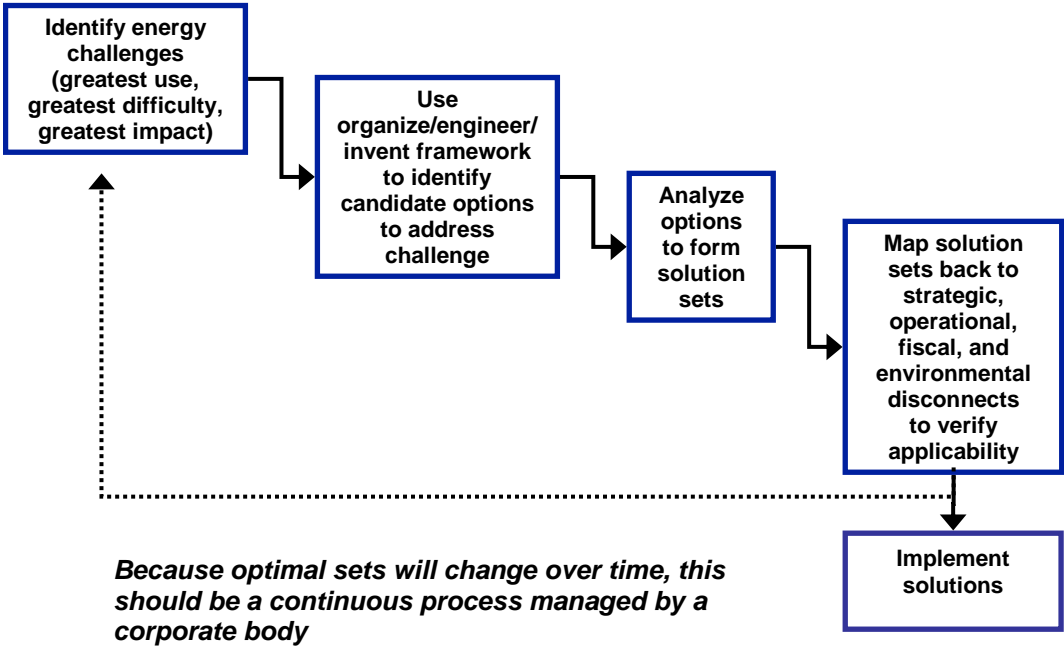 Identify energy
challenges
(greatest use,
greatest difficulty,
greatest impact)
Use
organize/engineer/
invent framework
to identify
candidate options
to address
challenge
Analyze
options
to form
solution
sets
Map solution
sets back to
strategic,
operational,
fiscal, and
environmental
disconnects
to verify
applicability
Implement
solutions
Because optimal sets will change over time, this
should be a continuous process managed by a
corporate body